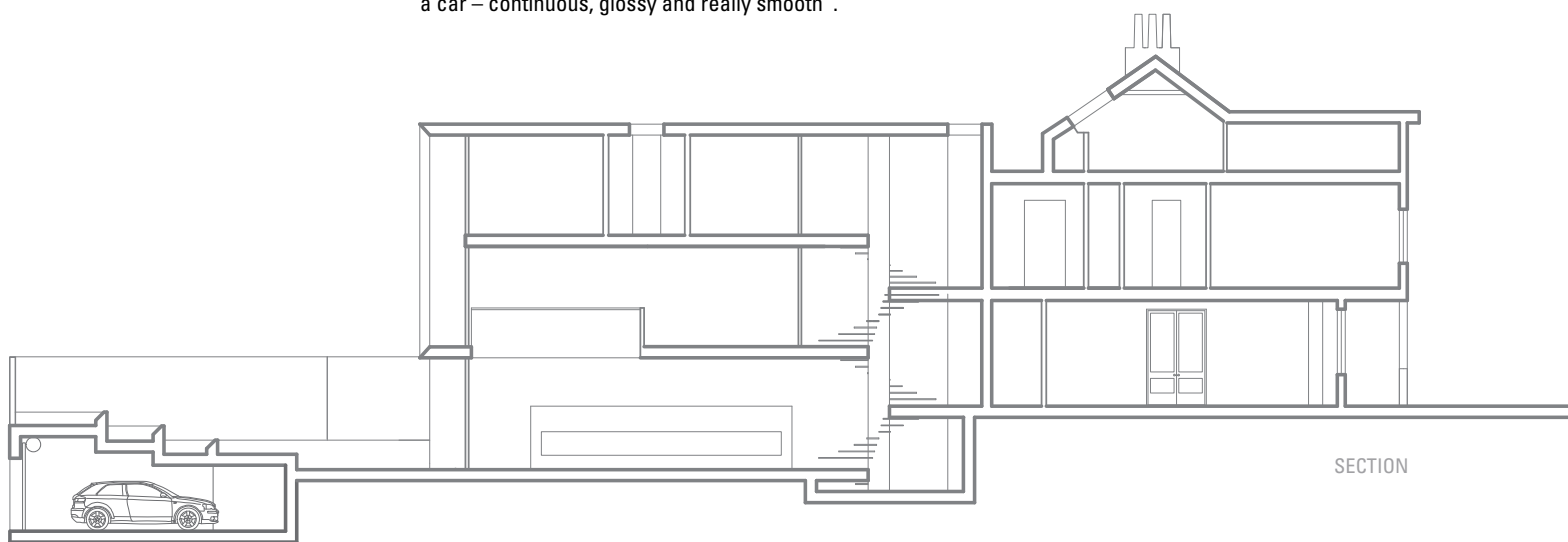 a car – continuous, glossy and really smooth”.
SECTION